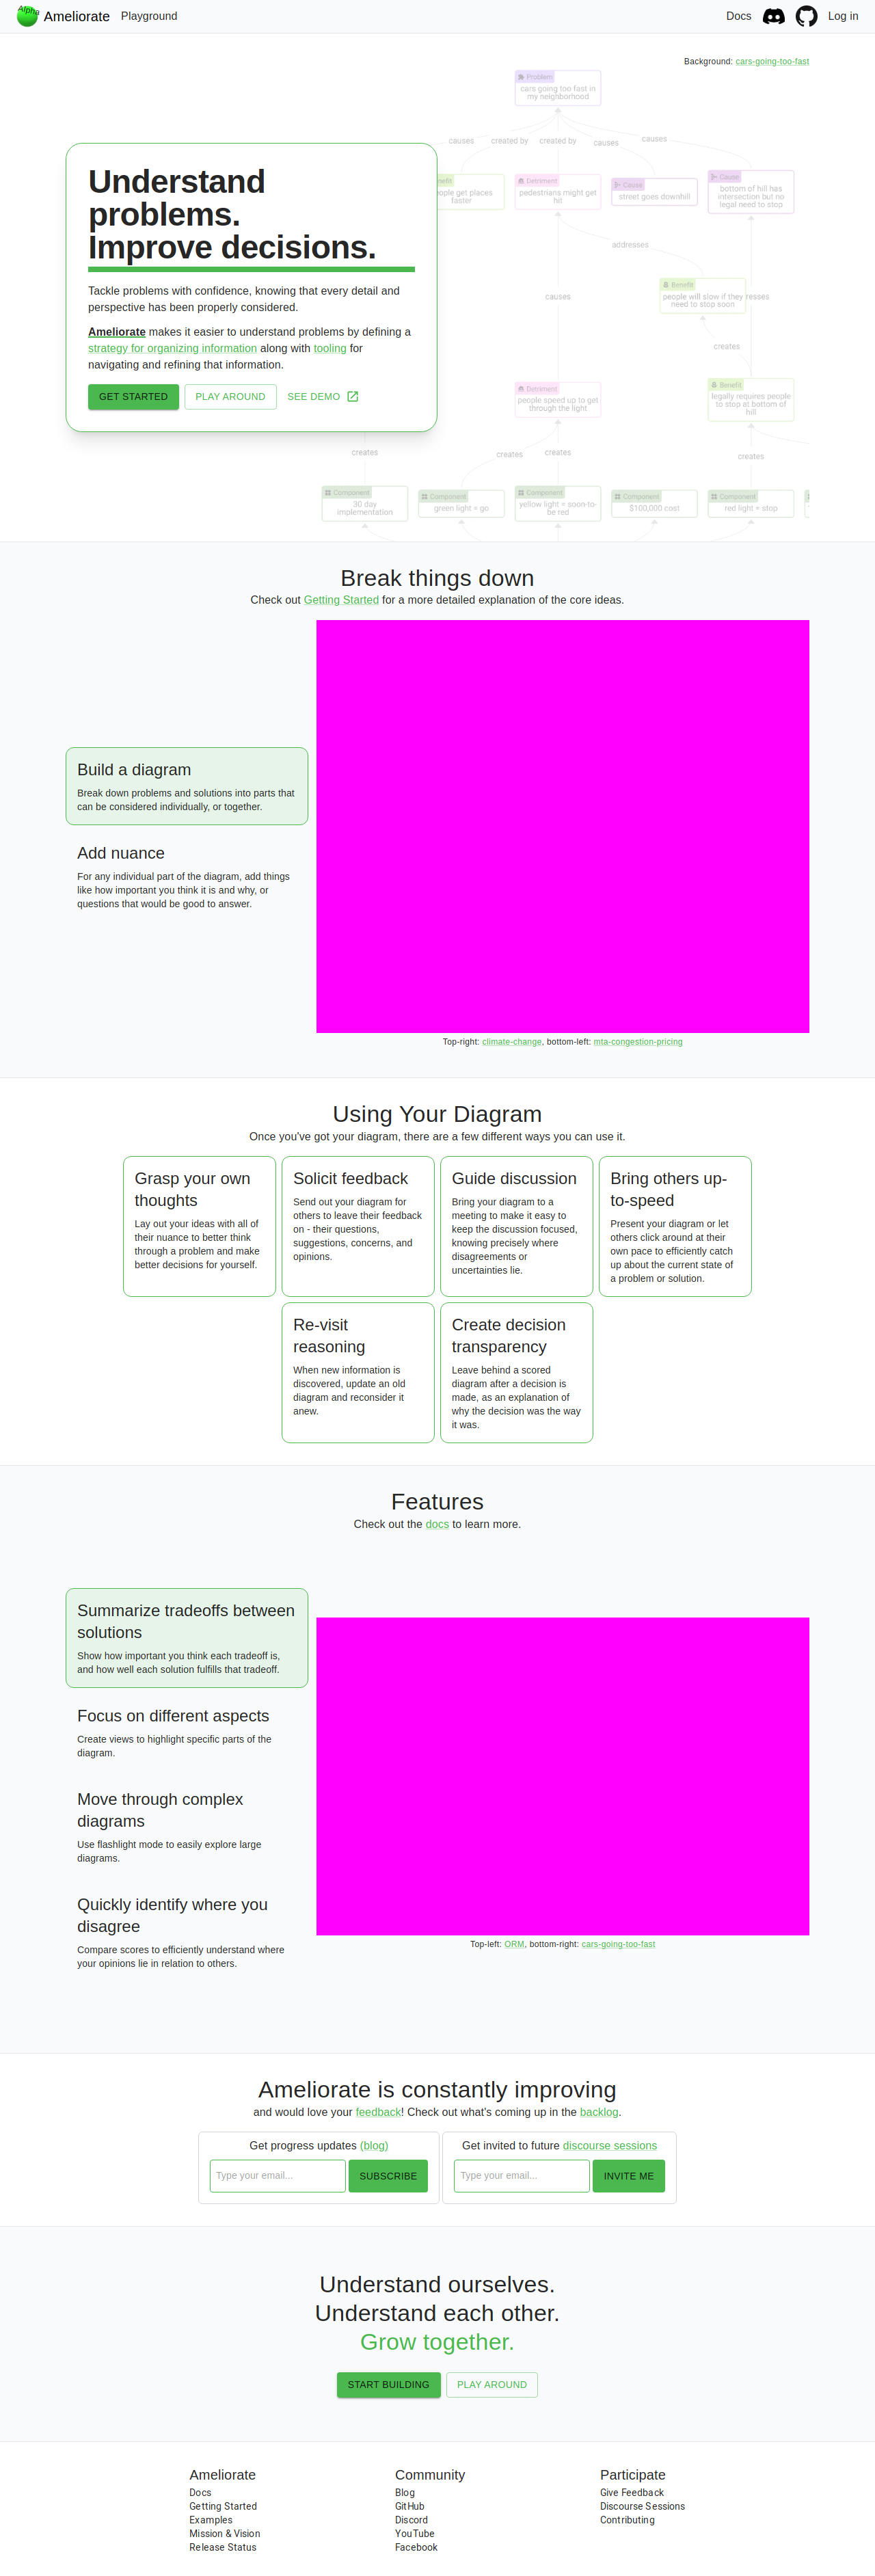 Alpha
Ameliorate
Playground
Docs
Log in
Background: cars-going-too-fast
Problem
cars going too fast in
my neighborhood
causes
created by
created by
causes
causes
Understand
problems.
Improve decisions.
Tackle problems with confidence, knowing that every detail and
perspective has been properly considered.
Ameliorate makes it easier to understand problems by defining a
strategy for organizing information along with tooling for
navigating and refining that information.
GET STARTED
PLAY AROUND
SEE DEMO
Detriment
pedestrians might get
hit
Cause
street goes downhill
Cause
bottom of hill has
intersection but no
legal need to stop
faster
addresses
Benefit
people will slow if they
need to stop soon
causes
creates
Detriment
people speed up to get
through the light
Benefit
legally requires people
to stop at bottom of
hill
creates
creates
creates
creates
Component
30 day
implementation
Component
green light = go
Component
yellow light = soon-to-
be red
Component
$100,000 cost
Component
red light = stop
Break things down
Check out Getting Started for a more detailed explanation of the core ideas.
Build a diagram
Break down problems and solutions into parts that
can be considered individually, or together.
Add nuance
For any individual part of the diagram, add things
like how important you think it is and why, or
questions that would be good to answer.
Top-right: climate-change, bottom-left: mta-congestion-pricing
Using Your Diagram
Once you've got your diagram, there are a few different ways you can use it.
Grasp your own
thoughts
Lay out your ideas with all of
their nuance to better think
through a problem and make
better decisions for yourself.
Solicit feedback
Send out your diagram for
others to leave their feedback
on - their questions,
suggestions, concerns, and
opinions.
Guide discussion
Bring your diagram to a
meeting to make it easy to
keep the discussion focused,
knowing precisely where
disagreements or
uncertainties lie.
Bring others up-
to-speed
Present your diagram or let
others click around at their
own pace to efficiently catch
up about the current state of
a problem or solution.
Re-visit
reasoning
When new information is
discovered, update an old
diagram and reconsider it
anew.
Create decision
transparency
Leave behind a scored
diagram after a decision is
made, as an explanation of
why the decision was the way
it was.
Features
Check out the docs to learn more.
Summarize tradeoffs between
solutions
Show how important you think each tradeoff is,
and how well each solution fulfills that tradeoff.
Focus on different aspects
Create views to highlight specific parts of the
diagram.
Move through complex
diagrams
Use flashlight mode to easily explore large
diagrams.
Quickly identify where you
disagree
Compare scores to efficiently understand where
your opinions lie in relation to others.
Top-left: ORM, bottom-right: cars-going-too-fast
Ameliorate is constantly improving
and would love your feedback! Check out what's coming up in the backlog.
Get progress updates (blog)
Type your email...
SUBSCRIBE
Get invited to future discourse sessions
Type your email...
INVITE ME
Understand ourselves.
Understand each other.
Grow together.
START BUILDING
PLAY AROUND
Ameliorate
Docs
Getting Started
Examples
Mission & Vision
Release Status
Community
Blog
GitHub
Discord
YouTube
Facebook
Participate
Give Feedback
Discourse Sessions
Contributing